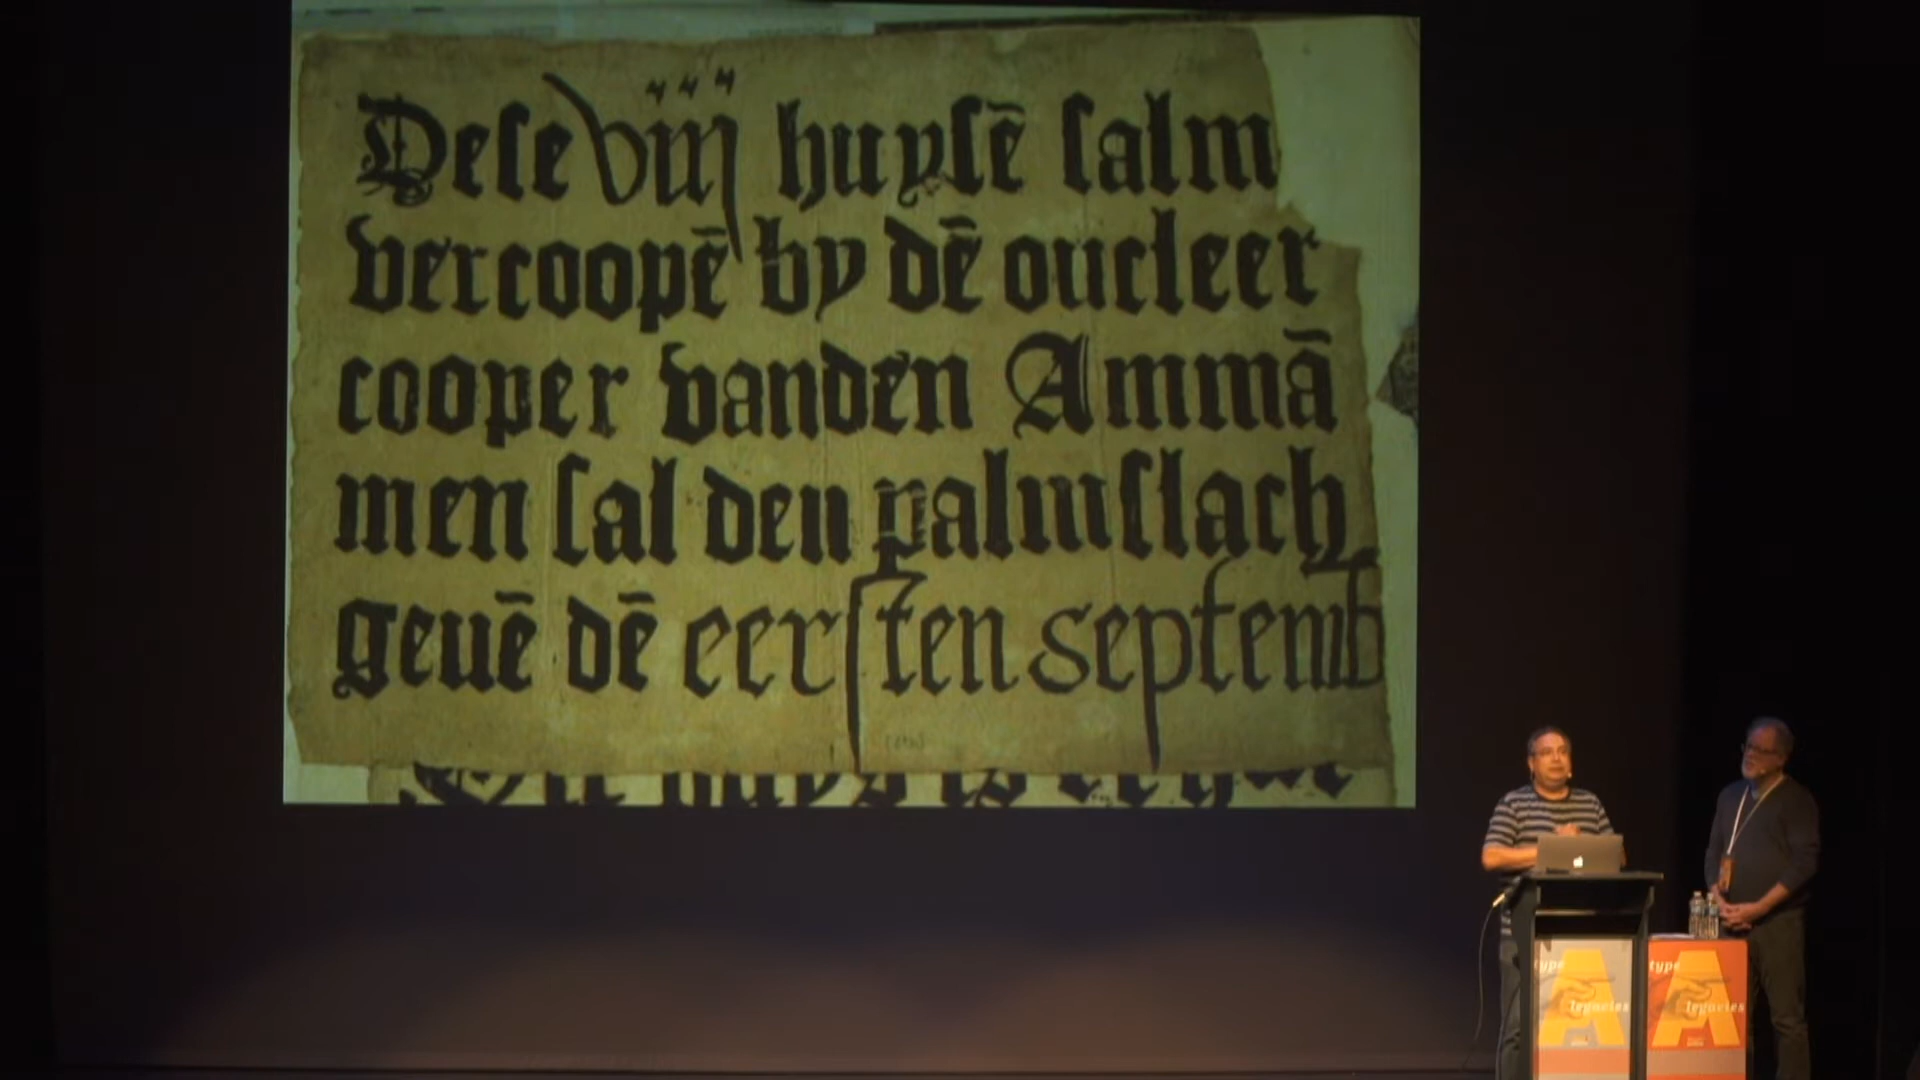 Deſe viij huyſē ſalm
vercoopē by dē oucleer
cooper vanden Ammā
men ſal den palmſlach
geuē dē eerſten septemb
type
legacies
type
legacies